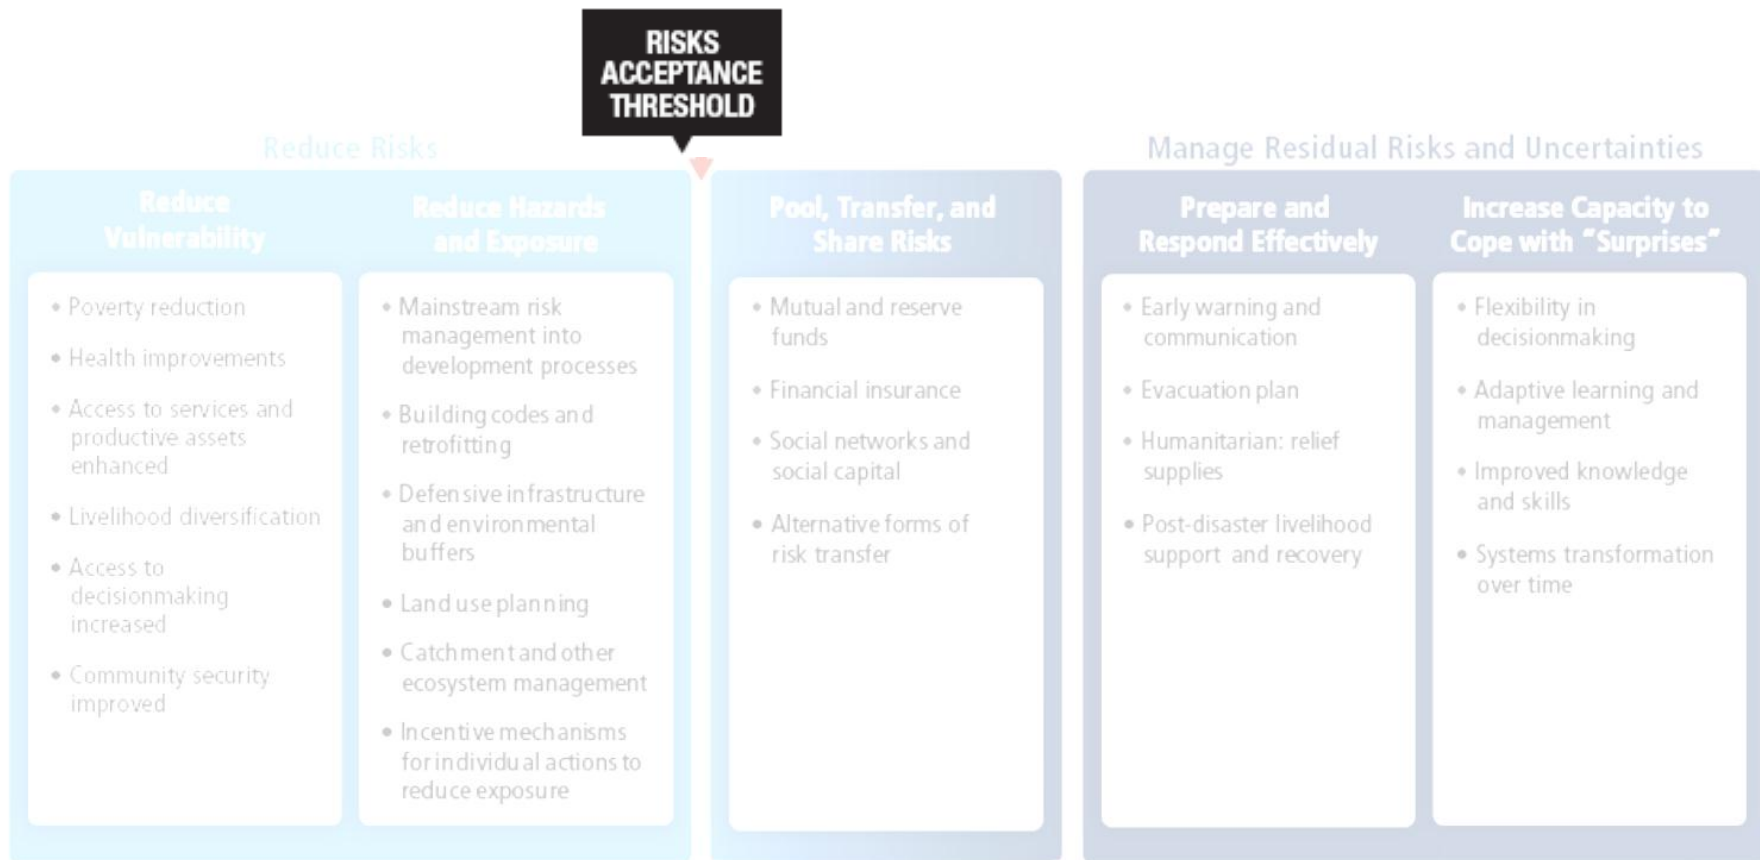 RISKS
ACCEPTANCE
THRESHOLD
Reduce Risks
Manage Residual Risks and Uncertainties
Reduce
Vulnerability
• Poverty reduction
• Health improvements
• Access to services and
productive assets
enhanced
• Livelihood diversification
• Access to
decisionmaking
increased
• Community security
improved
Reduce Hazards
and Exposure
• Mainstream risk
management into
development processes
• Building codes and
retrofitting
• Defensive infrastructure
and environmental
buffers
• Land use planning
• Catchment and other
ecosystem management
• Incentive mechanisms
for individual actions to
reduce exposure
Pool, Transfer, and
Share Risks
• Mutual and reserve
funds
• Financial insurance
• Social networks and
social capital
• Alternative forms of
risk transfer
Prepare and
Respond Effectively
• Early warning and
communication
• Evacuation plan
• Humanitarian: relief
supplies
• Post-disaster livelihood
support and recovery
Increase Capacity to
Cope with "Surprises"
• Flexibility in
decisionmaking
• Adaptive learning and
management
• Improved knowledge
and skills
• Systems transformation
over time